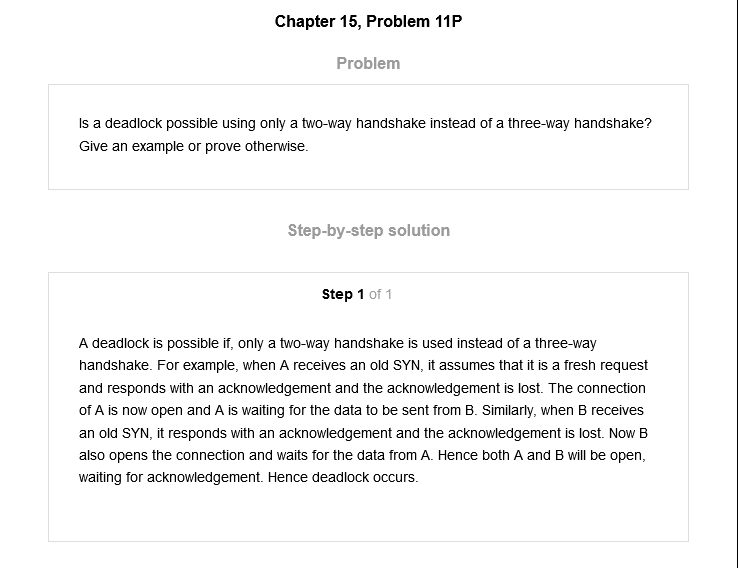 Chapter 15, Problem 11P
Problem
Is a deadlock possible using only a two-way handshake instead of a three-way handshake?
Give an example or prove otherwise.
Step-by-step solution
Step 1 of 1
A deadlock is possible if, only a two-way handshake is used instead of a three-way
handshake. For example, when A receives an old SYN, it assumes that it is a fresh request
and responds with an acknowledgement and the acknowledgement is lost. The connection
of A is now open and A is waiting for the data to be sent from B. Similarly, when B receives
an old SYN, it responds with an acknowledgement and the acknowledgement is lost. Now B
also opens the connection and waits for the data from A. Hence both A and B will be open,
waiting for acknowledgement. Hence deadlock occurs.